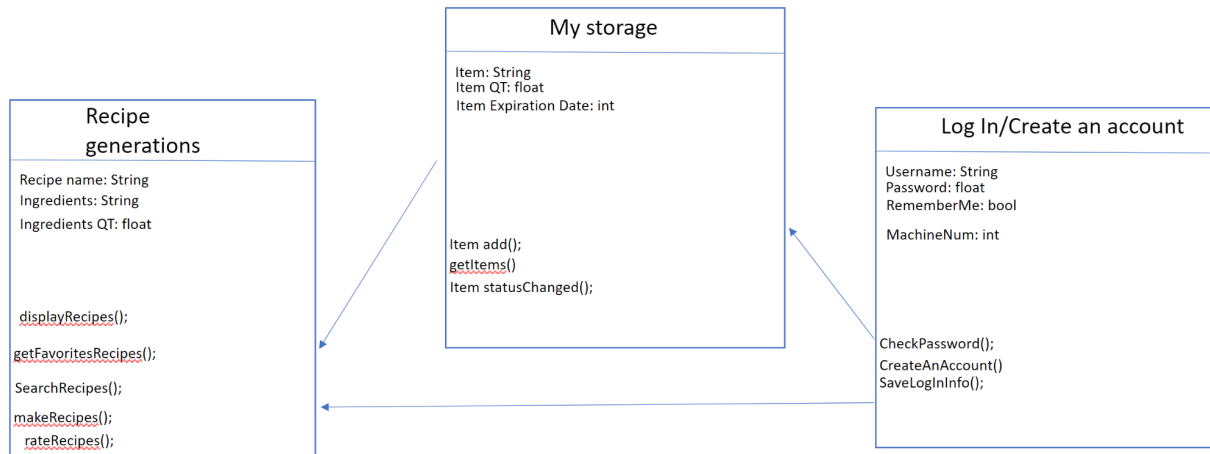 Recipe
generations
Recipe name: String
Ingredients: String
Ingredients QT: float
displayRecipes();
getFavoritesRecipes();
SearchRecipes();
makeRecipes();
rateRecipes();
My storage
Item: String
Item QT: float
Item Expiration Date: int
Item add();
getItems()
Item statusChanged();
Log In/Create an account
Username: String
Password: float
RememberMe: bool
MachineNum: int
CheckPassword();
CreateAnAccount()
SaveLogInInfo();